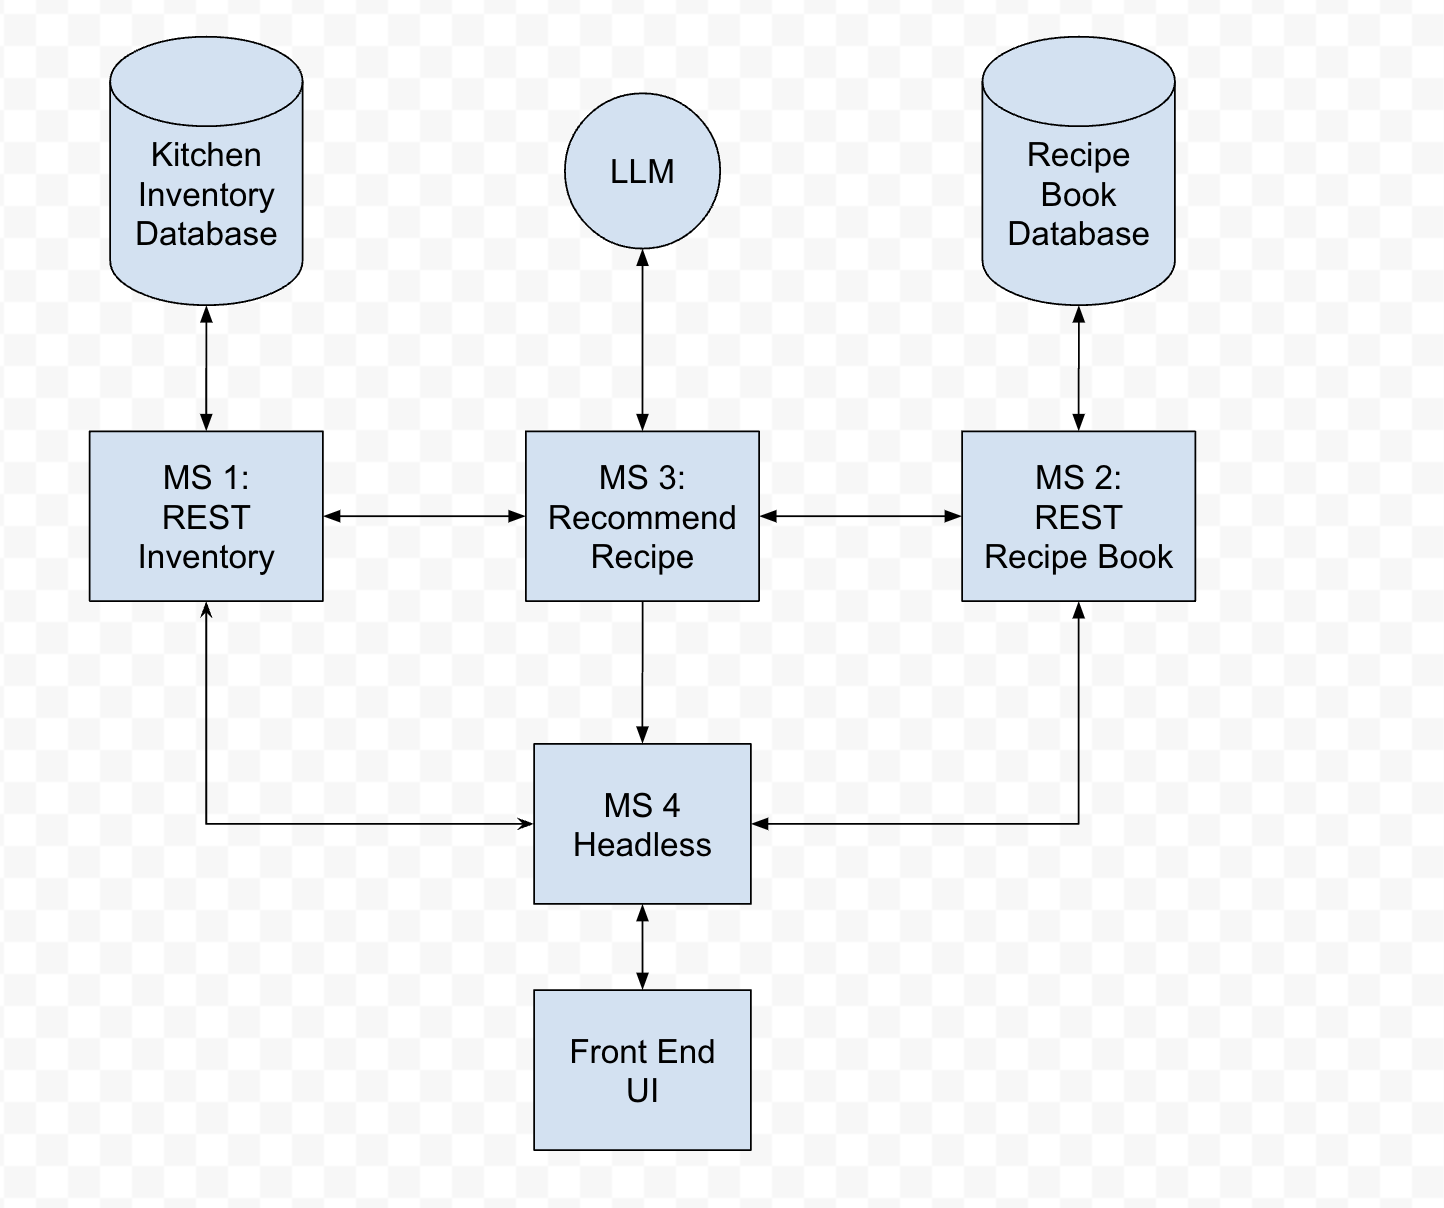 Kitchen
Inventory
Database
LLM
Recipe
Book
Database
MS 1:
REST
Inventory
MS 3:
Recommend
Recipe
MS 2:
REST
Recipe Book
MS 4
Headless
Front End
UI